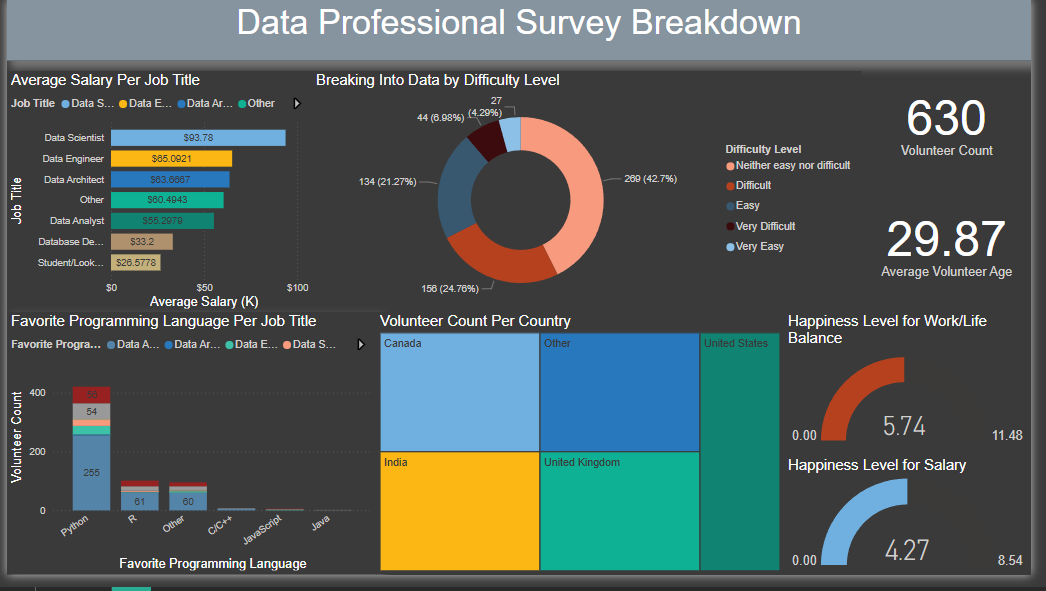 Data Professional Survey Breakdown
Average Salary Per Job Title
Job Title Data S... Data E... Data Ar... Other
Job Title
Data Scientist $93.78
Data Engineer $65.0921
Data Architect $63.6667
Other $60.4943
Data Analyst $55.2979
Database De... $33.2
Student/Look... $26.5778
$0 $50 $100
Average Salary (K)
Breaking Into Data by Difficulty Level
27
(4.29%)
44 (6.98%)
134 (21.27%)
269 (42.7%)
156 (24.76%)
Difficulty Level
Neither easy nor difficult
Difficult
Easy
Very Difficult
Very Easy
630
Volunteer Count
29.87
Average Volunteer Age
Favorite Programming Language Per Job Title
Favorite Progra... Data A... Data Ar... Data E... Data S...
Volunteer Count
400
200
0
54
255
61
60
Python R Other C/C++ JavaScript Java
Favorite Programming Language
Volunteer Count Per Country
Canada
Other
United States
India
United Kingdom
Happiness Level for Work/Life
Balance
5.74
0.00 11.48
Happiness Level for Salary
4.27
0.00 8.54